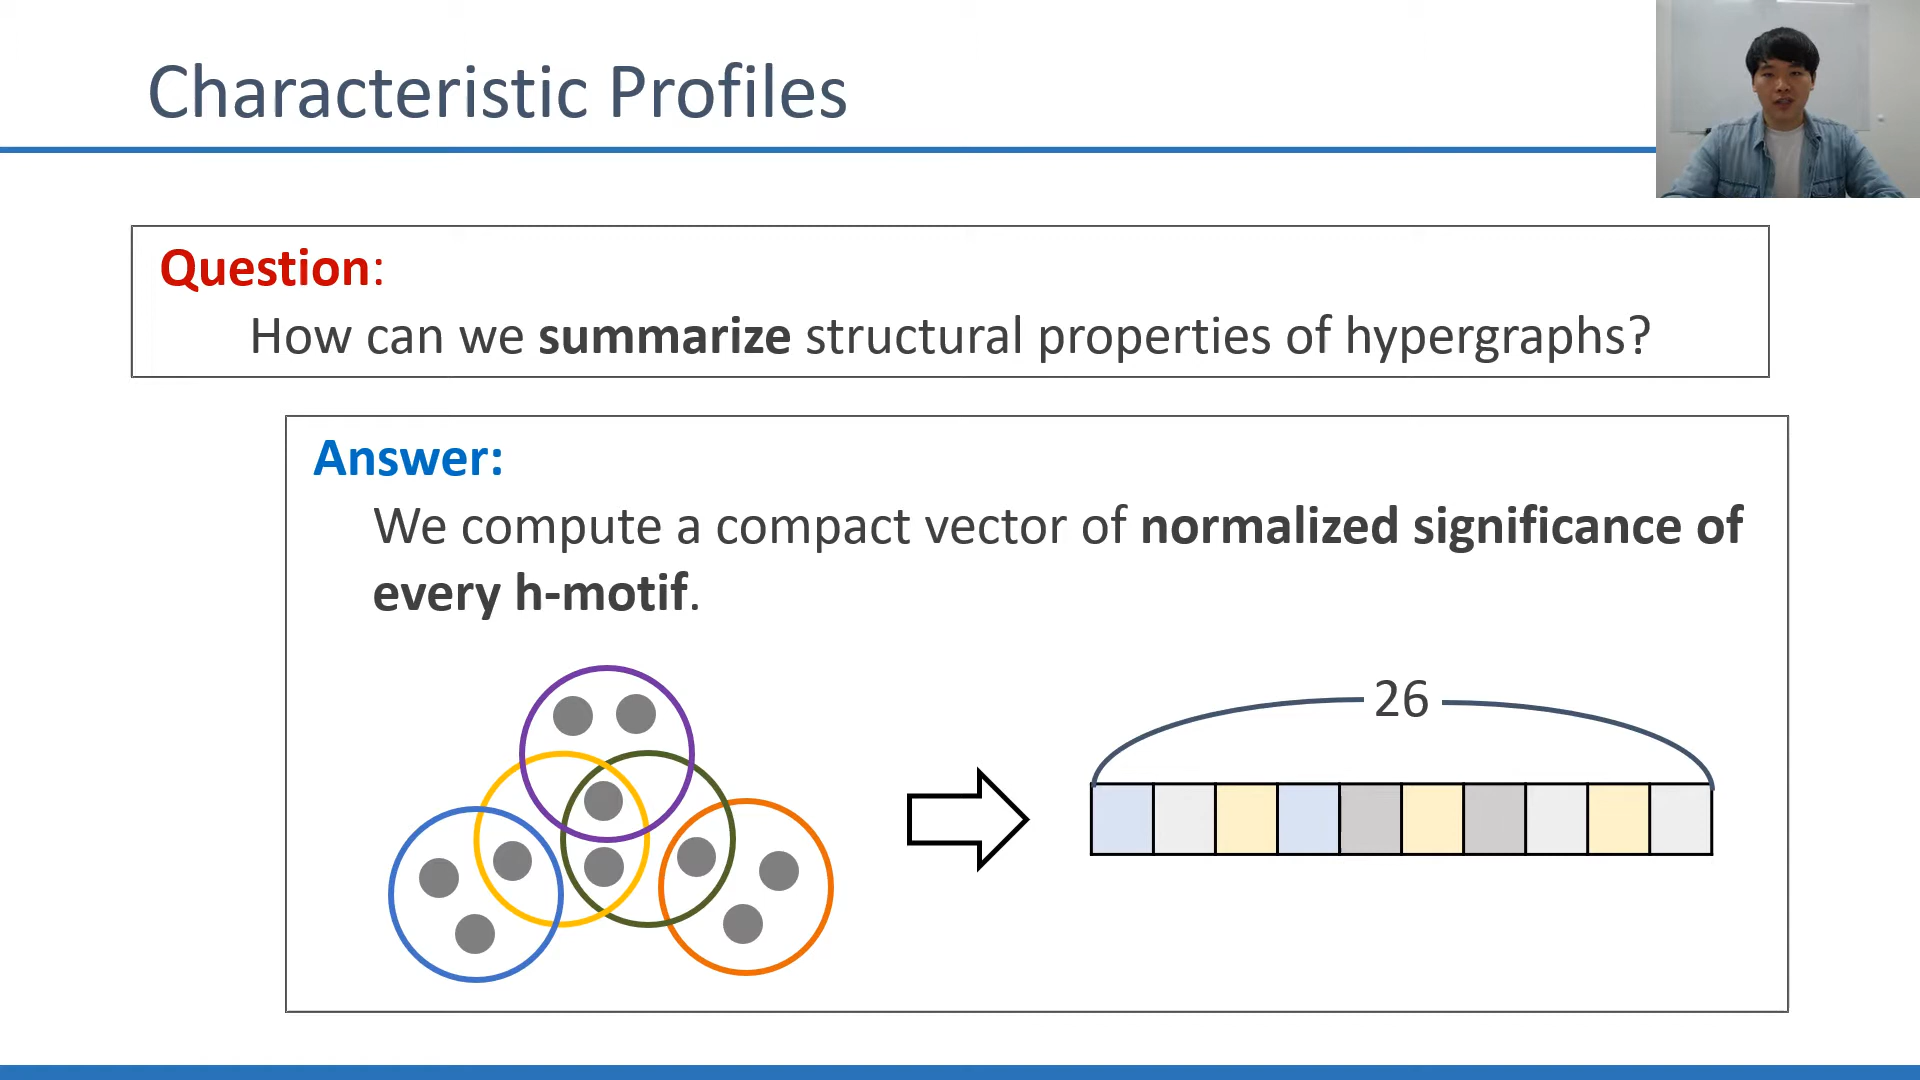 Characteristic Profiles
Question:
How can we summarize structural properties of hypergraphs?
Answer:
We compute a compact vector of normalized significance of
every h-motif.
26